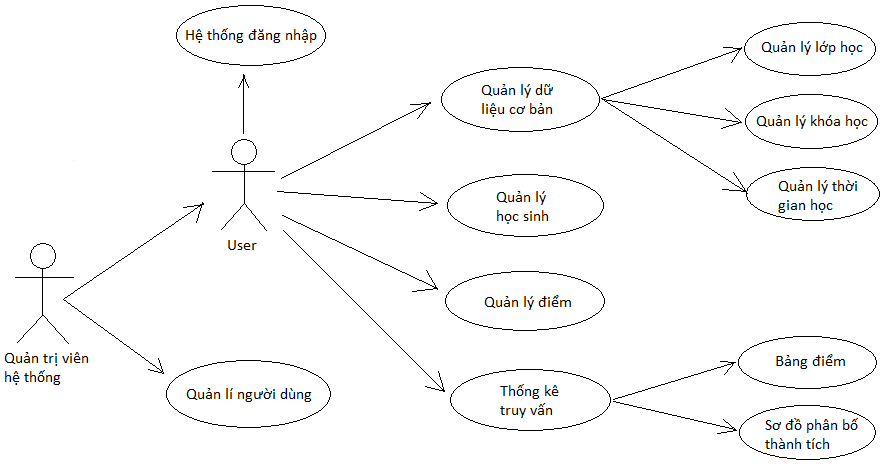 Hệ thống đăng nhập
User
Quản trị viên
hệ thống
Quản lí người dùng
Quản lý dữ
liệu cơ bản
Quản lý
học sinh
Quản lý điểm
Thống kê
truy vấn
Quản lý lớp học
Quản lý khóa học
Quản lý thời
gian học
Bảng điểm
Sơ đồ phân bố
thành tích